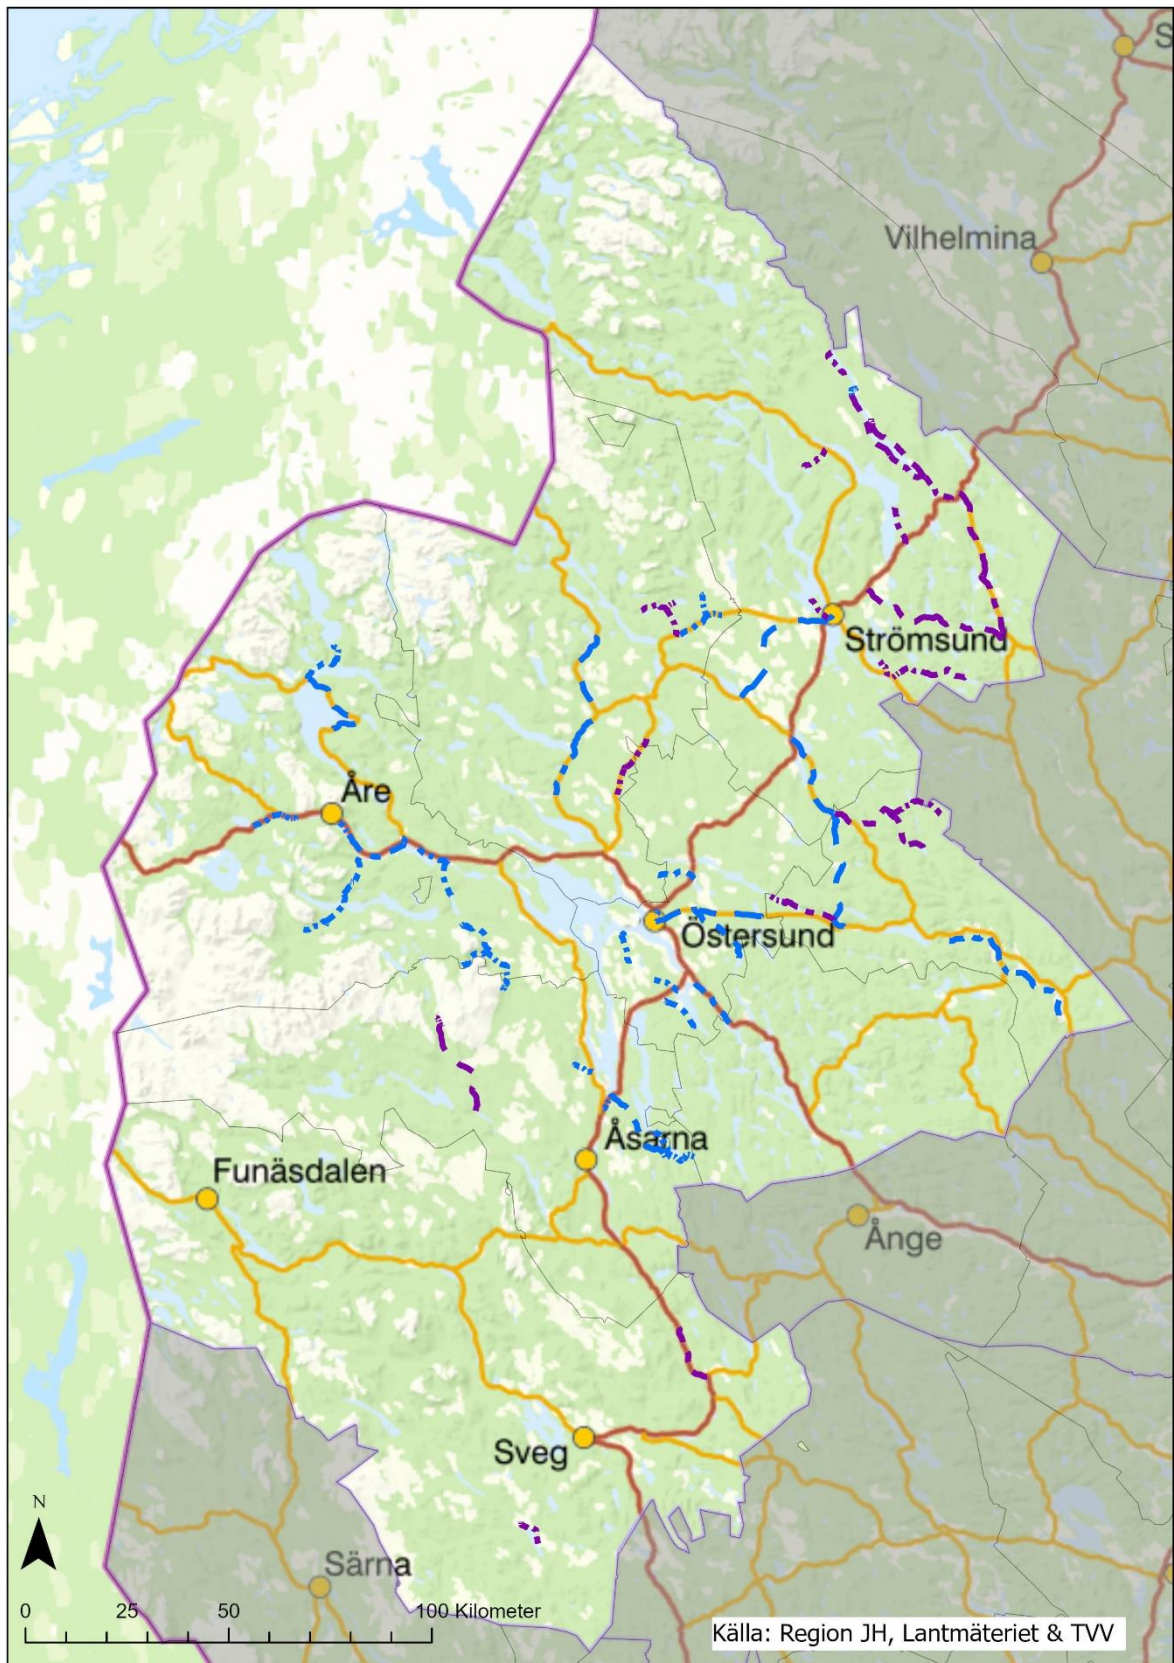 S
Vilhelmina
Strömsund
Åre
Östersund
Åsarna
Funäsdalen
Ånge
Sveg
N
Särna
0 25 50 100 Kilometer
Källa: Region JH, Lantmäteriet & TVV